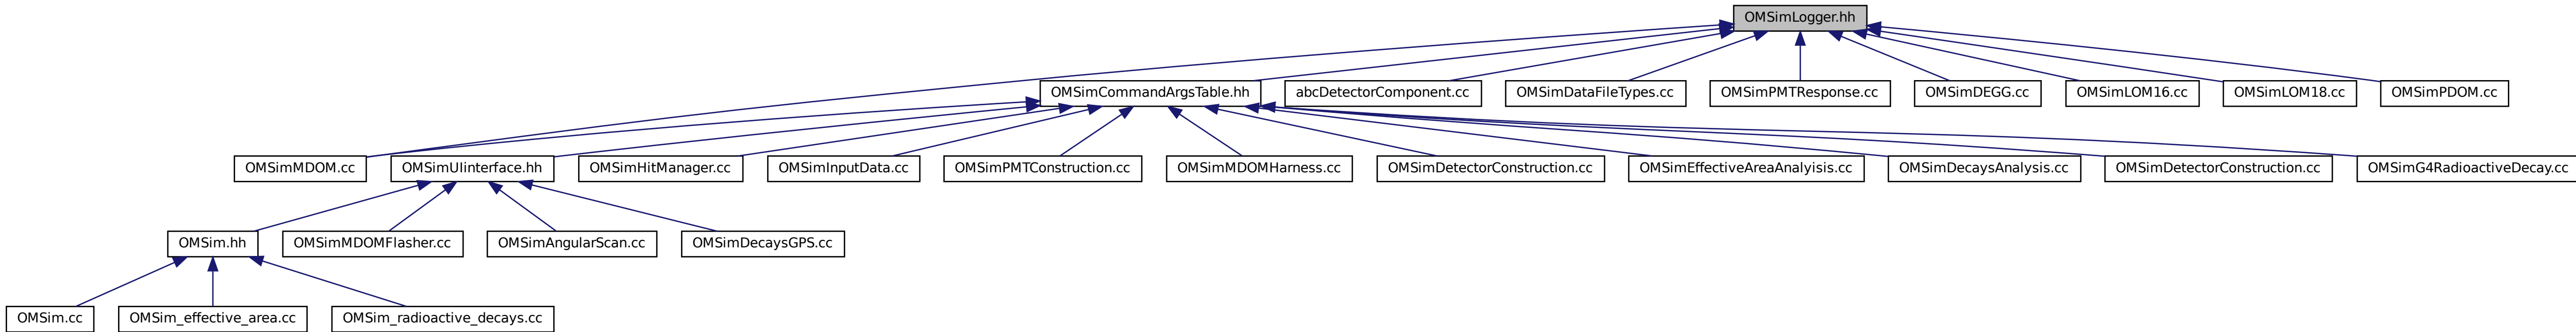 OMSimLogger.hh
OMSimCommandArgsTable.hh
abcDetectorComponent.cc
OMSimDataFileTypes.cc
OMSimPMTResponse.cc
OMSimDEGG.cc
OMSimLOM16.cc
OMSimLOM18.cc
OMSimPDOM.cc
OMSimMDOM.cc
OMSimUIinterface.hh
OMSimHitManager.cc
OMSimInputData.cc
OMSimPMTConstruction.cc
OMSimMDOMHarness.cc
OMSimDetectorConstruction.cc
OMSimEffectiveAreaAnalyisis.cc
OMSimDecaysAnalysis.cc
OMSimDetectorConstruction.cc
OMSimG4RadioactiveDecay.cc
OMSim.hh
OMSimMDOMFlasher.cc
OMSimAngularScan.cc
OMSimDecaysGPS.cc
OMSim.cc
OMSim_effective_area.cc
OMSim_radioactive_decays.cc